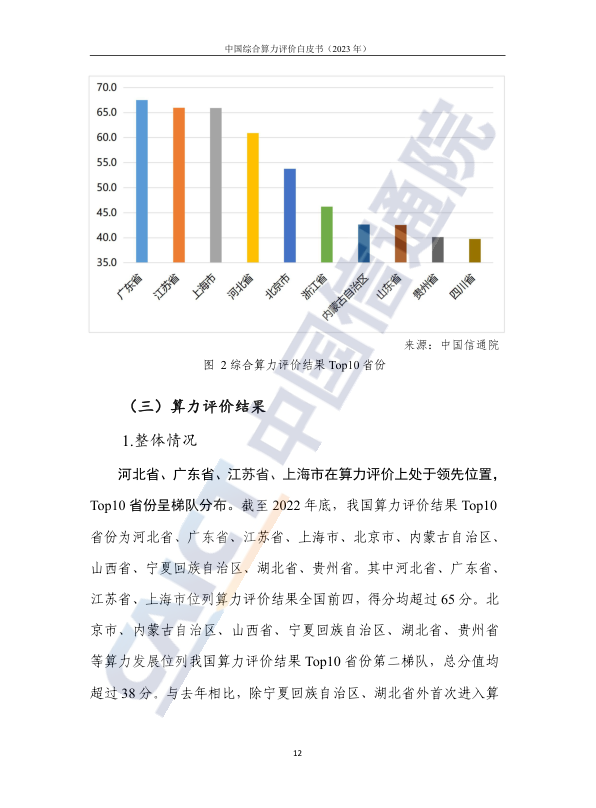 中国综合算力评价白皮书（2023 年）
70.0
65.0
60.0
55.0
50.0
45.0
40.0
35.0
广东省
江苏省
上海市
河北省
北京市
浙江省
内蒙古自治区
山东省
贵州省
四川省
来源：中国信通院
图 2 综合算力评价结果 Top10 省份
（三）算力评价结果
1.整体情况
河北省、广东省、江苏省、上海市在算力评价上处于领先位置，
Top10 省份呈梯队分布。截至 2022 年底，我国算力评价结果 Top10
省份为河北省、广东省、江苏省、上海市、北京市、内蒙古自治区、
山西省、宁夏回族自治区、湖北省、贵州省。其中河北省、广东省、
江苏省、上海市位列算力评价结果全国前四，得分均超过 65 分。北
京市、内蒙古自治区、山西省、宁夏回族自治区、湖北省、贵州省
等算力发展位列我国算力评价结果 Top10 省份第二梯队，总分值均
超过 38 分。与去年相比，除宁夏回族自治区、湖北省外首次进入算
12
CAICT 中国信通院